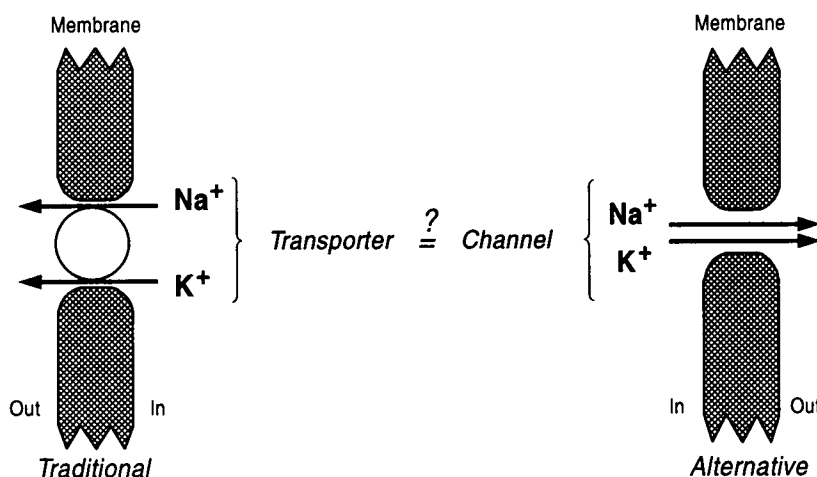 Membrane
Membrane
Na⁺
K⁺
Transporter ?= Channel
Na⁺
K⁺
Out
In
In
Out
Traditional
Alternative